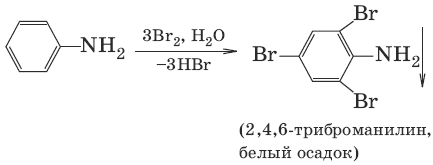 Br
NH₂
3Br₂, H₂O
–3HBr
Br
NH₂
Br
(2,4,6-триброманилин,
белый осадок)